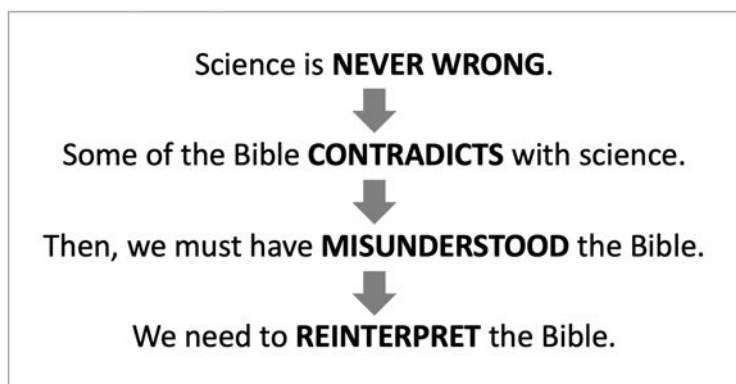 Science is NEVER WRONG.
Some of the Bible CONTRADICTS with science.
Then, we must have MISUNDERSTOOD the Bible.
We need to REINTERPRET the Bible.